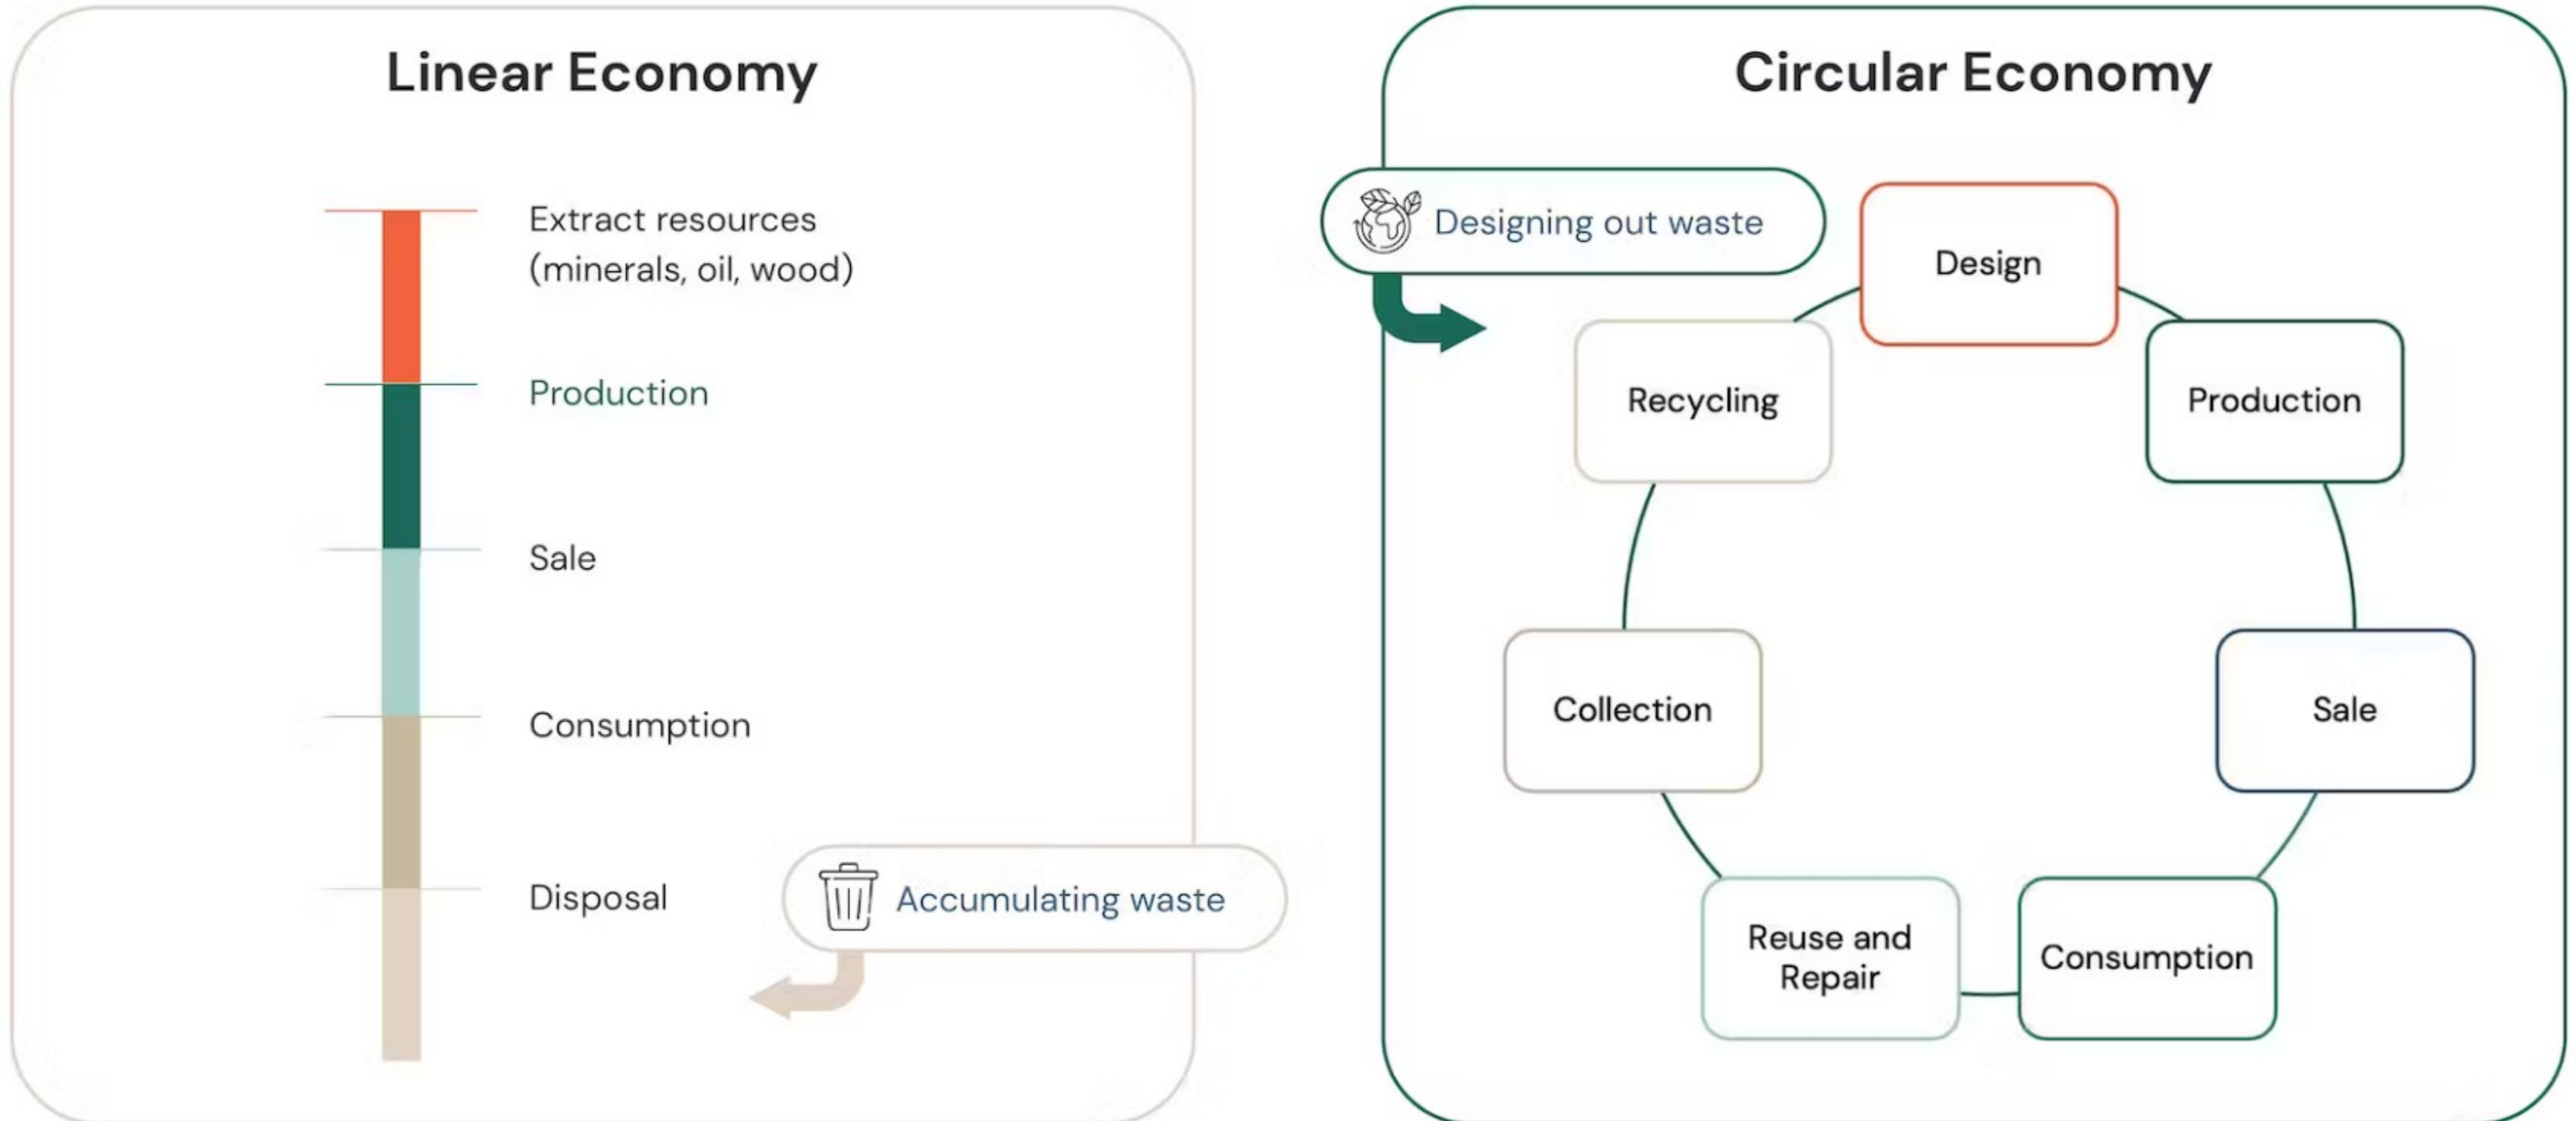 Linear Economy
Extract resources
(minerals, oil, wood)
Production
Sale
Consumption
Disposal
Accumulating waste
Circular Economy
Designing out waste
Design
Production
Sale
Consumption
Reuse and
Repair
Collection
Recycling